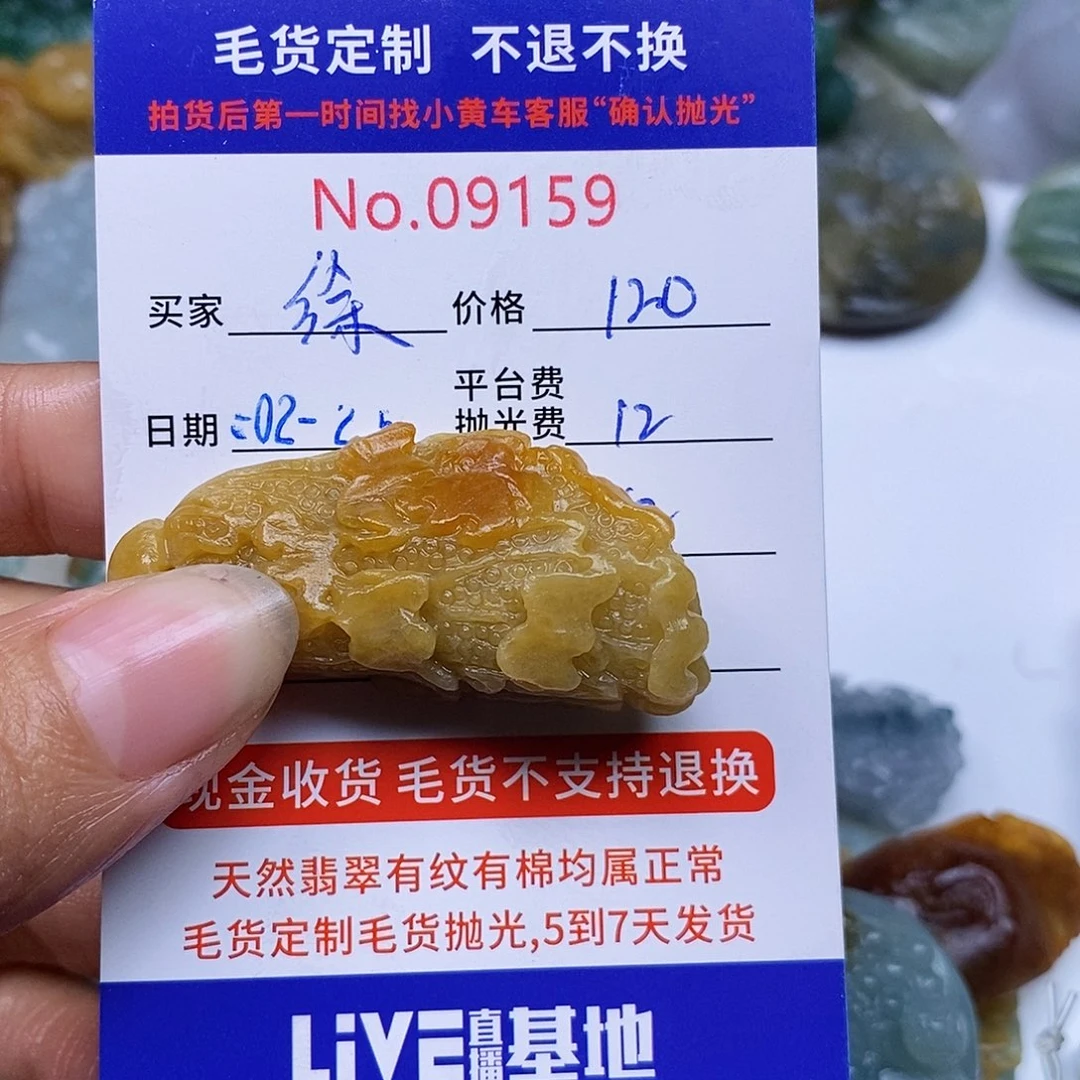 毛货定制 不退不换
拍货后第一时间找小黄车客服“确认抛光”
No.09159
买家 徐 价格 120
平台费
日期 -02- 抛光费 12
现金收货 毛货不支持退换
天然翡翠有纹有棉均属正常
毛货定制毛货抛光,5到7天发货
LiVE直播基地